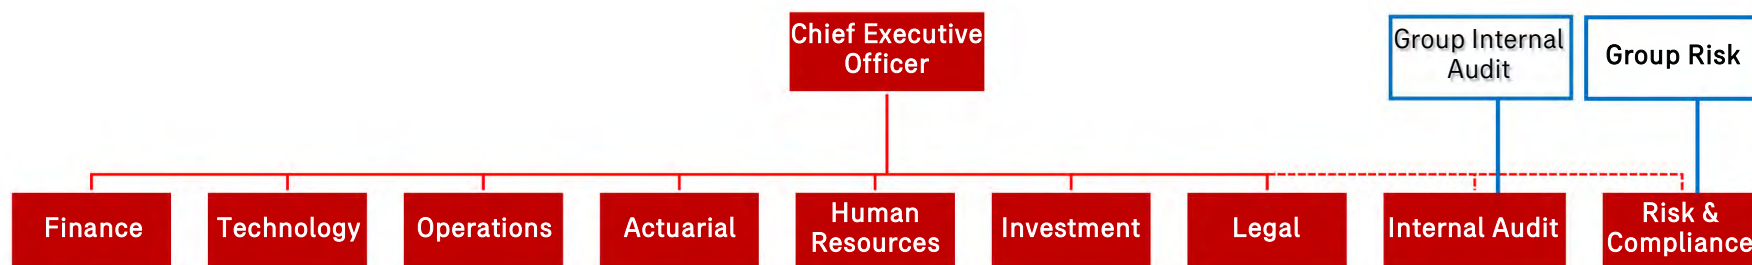 Chief Executive
Officer
Group Internal
Audit
Group Risk
Finance
Technology
Operations
Actuarial
Human
Resources
Investment
Legal
Internal Audit
Risk &
Compliance